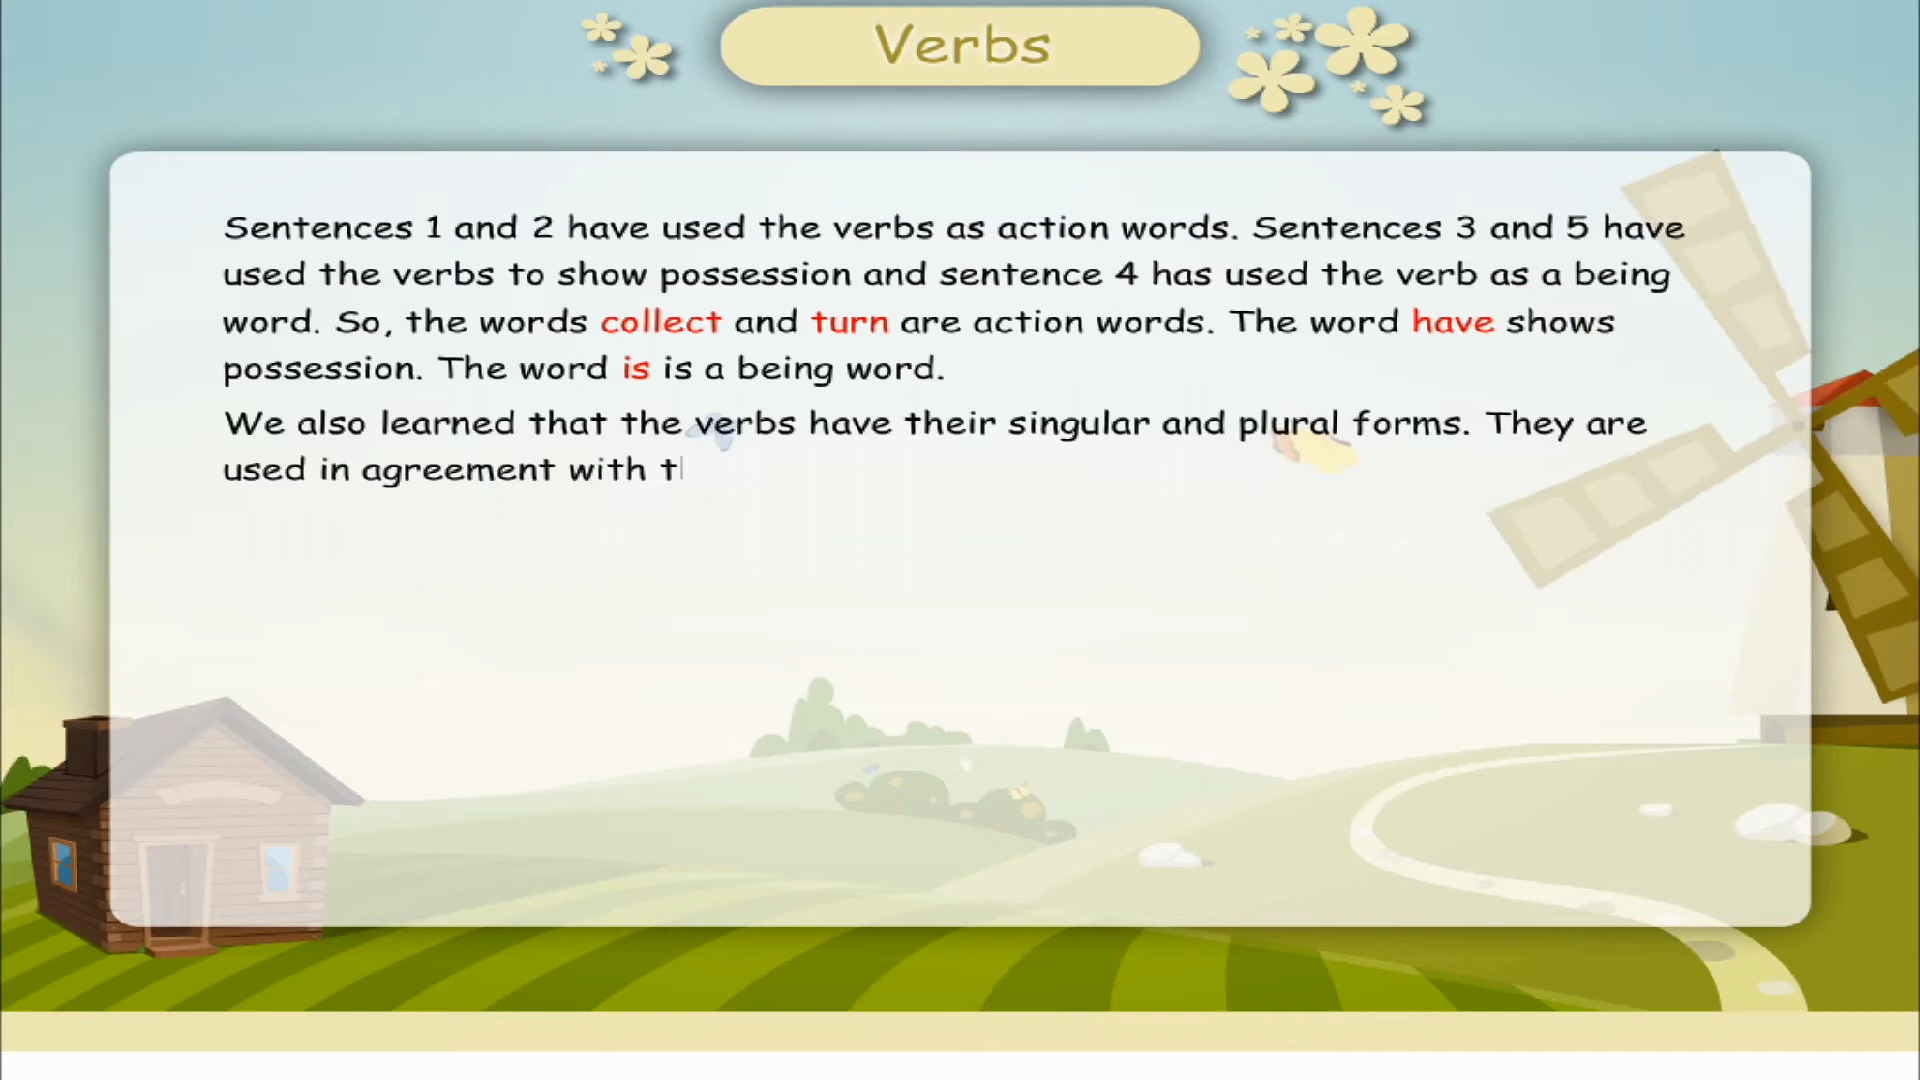 Verbs
Sentences 1 and 2 have used the verbs as action words. Sentences 3 and 5 have
used the verbs to show possession and sentence 4 has used the verb as a being
word. So, the words collect and turn are action words. The word have shows
possession. The word is is a being word.
We also learned that the verbs have their singular and plural forms. They are
used in agreement with t